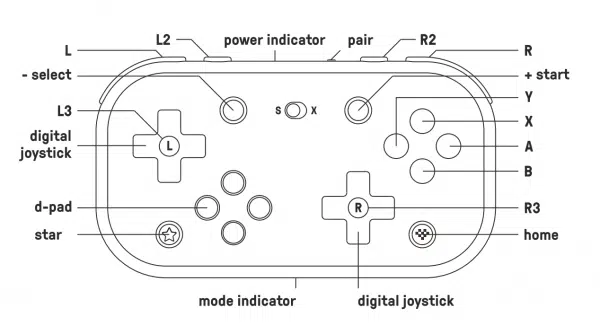 L2
power indicator
pair
R2
L
R
- select
+ start
S
X
Y
L3
X
digital
joystick
L
A
B
d-pad
R
R3
star
home
mode indicator
digital joystick